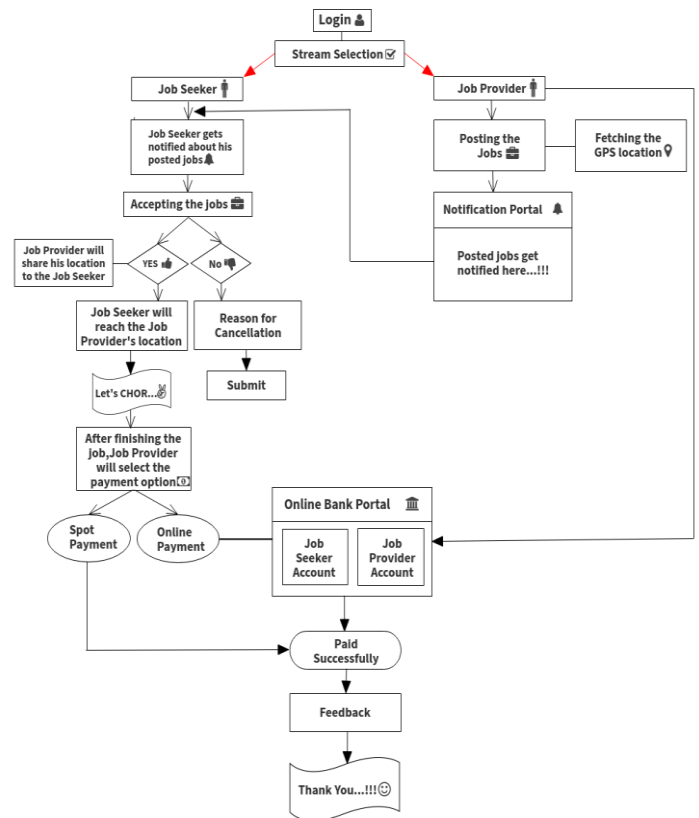 Login
Stream Selection
Job Seeker
Job Provider
Job Seeker gets
notified about his
posted jobs
Posting the
Jobs
Fetching the
GPS location
Accepting the jobs
Notification Portal
Posted jobs get
notified here...!!!
Job Provider will
share his location
to the Job Seeker
YES
No
Job Seeker will
reach the Job
Provider's location
Reason for
Cancellation
Let's CHOR...
Submit
After finishing the
job,Job Provider
will select the
payment option
Spot
Payment
Online
Payment
Online Bank Portal
Job
Seeker
Account
Job
Provider
Account
Paid
Successfully
Feedback
Thank You...!!!